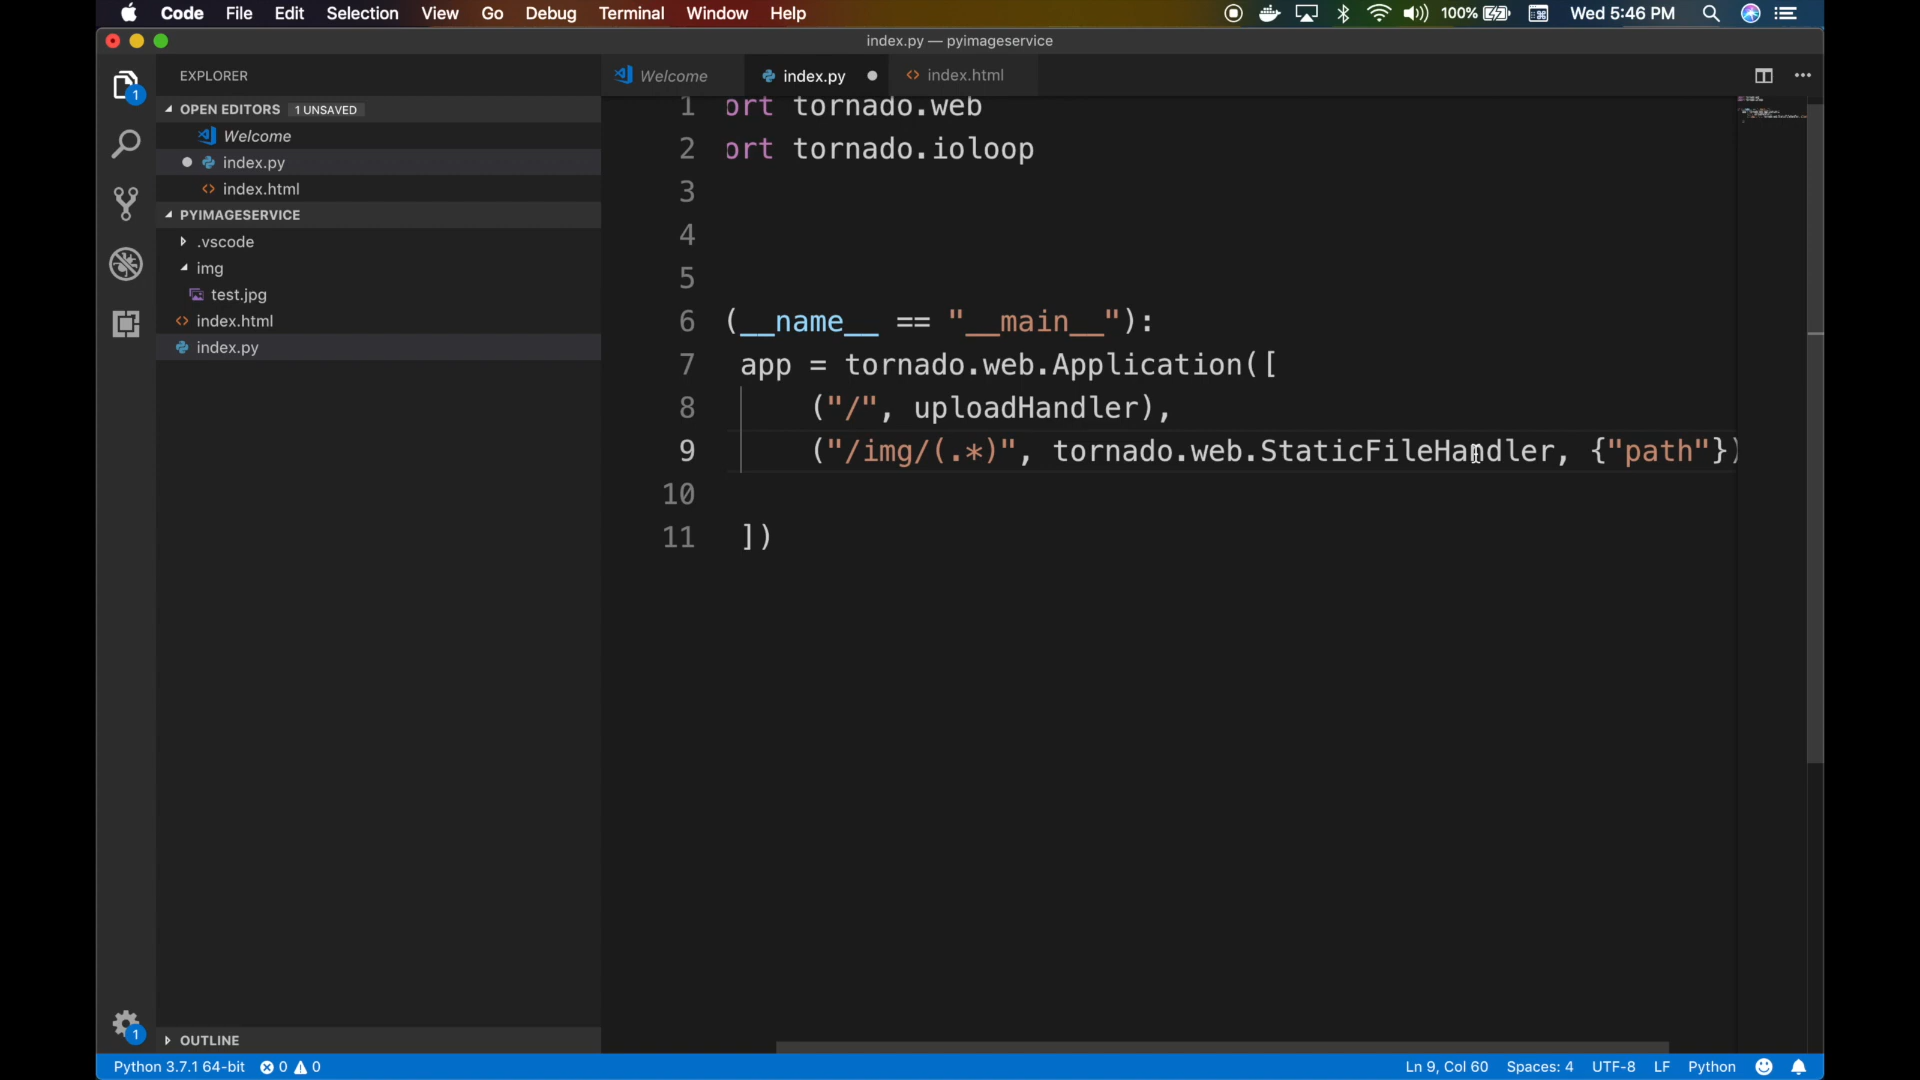 Code File Edit Selection View Go Debug Terminal Window Help 100% Wed 5:46 PM
index.py — pyimageservice
EXPLORER
Welcome index.py index.html
OPEN EDITORS 1 UNSAVED
Welcome
index.py
index.html
PYIMAGESERVICE
.vscode
img
test.jpg
index.html
index.py
1 ort tornado.web
2 ort tornado.ioloop
3
4
5
6 (__name__ == "__main__"):
7 app = tornado.web.Application([
8 ("/", uploadHandler),
9 ("/img/(.*)", tornado.web.StaticFileHandler, {"path"})
10
11 ])
1
1
OUTLINE
Python 3.7.1 64-bit 0 0 Ln 9, Col 60 Spaces: 4 UTF-8 LF Python